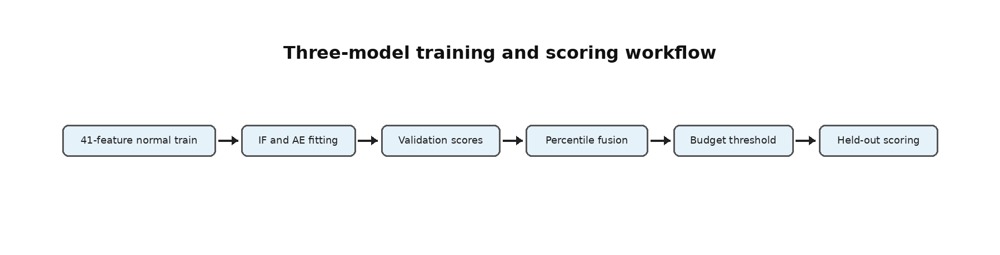 Three-model training and scoring workflow
41-feature normal train
IF and AE fitting
Validation scores
Percentile fusion
Budget threshold
Held-out scoring